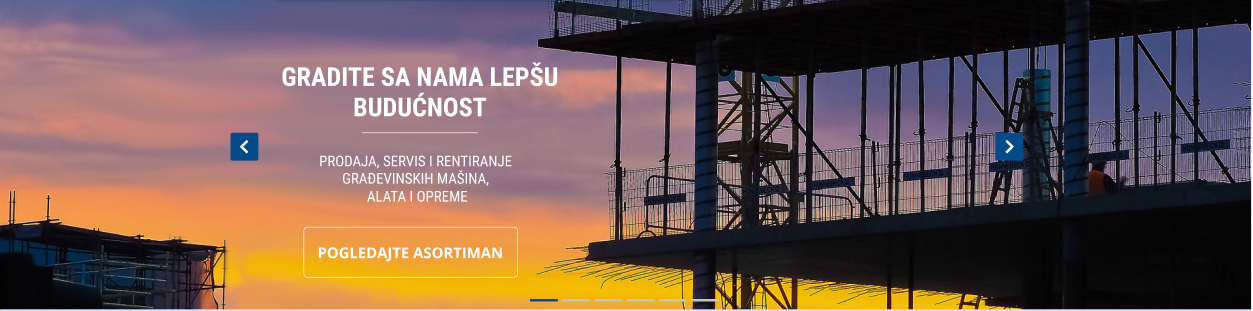 GRADITE SA NAMA LEPŠU
BUDUĆNOST
PRODAJA, SERVIS I RENTIRANJE
GRAĐEVINSKIH MAŠINA,
ALATA I OPREME
POGLEDAJTE ASORTIMAN